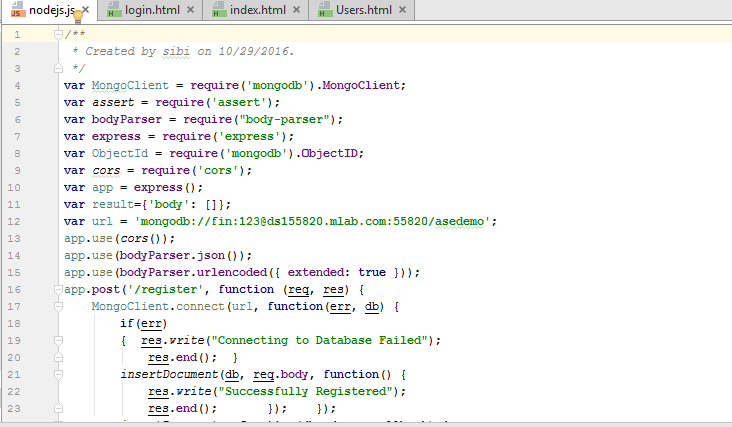 nodejs.js login.html index.html Users.html
1 /**
2 * Created by sibi on 10/29/2016.
3 */
4 var MongoClient = require('mongodb').MongoClient;
5 var assert = require('assert');
6 var bodyParser = require("body-parser");
7 var express = require('express');
8 var ObjectId = require('mongodb').ObjectID;
9 var cors = require('cors');
10 var app = express();
11 var result={'body': []};
12 var url = 'mongodb://fin:123@ds155820.mlab.com:55820/asedemo';
13 app.use(cors());
14 app.use(bodyParser.json());
15 app.use(bodyParser.urlencoded({ extended: true }));
16 app.post('/register', function (req, res) {
17 MongoClient.connect(url, function(err, db) {
18 if(err)
19 { res.write("Connecting to Database Failed");
20 res.end(); }
21 insertDocument(db, req.body, function() {
22 res.write("Successfully Registered");
23 res.end(); }); });